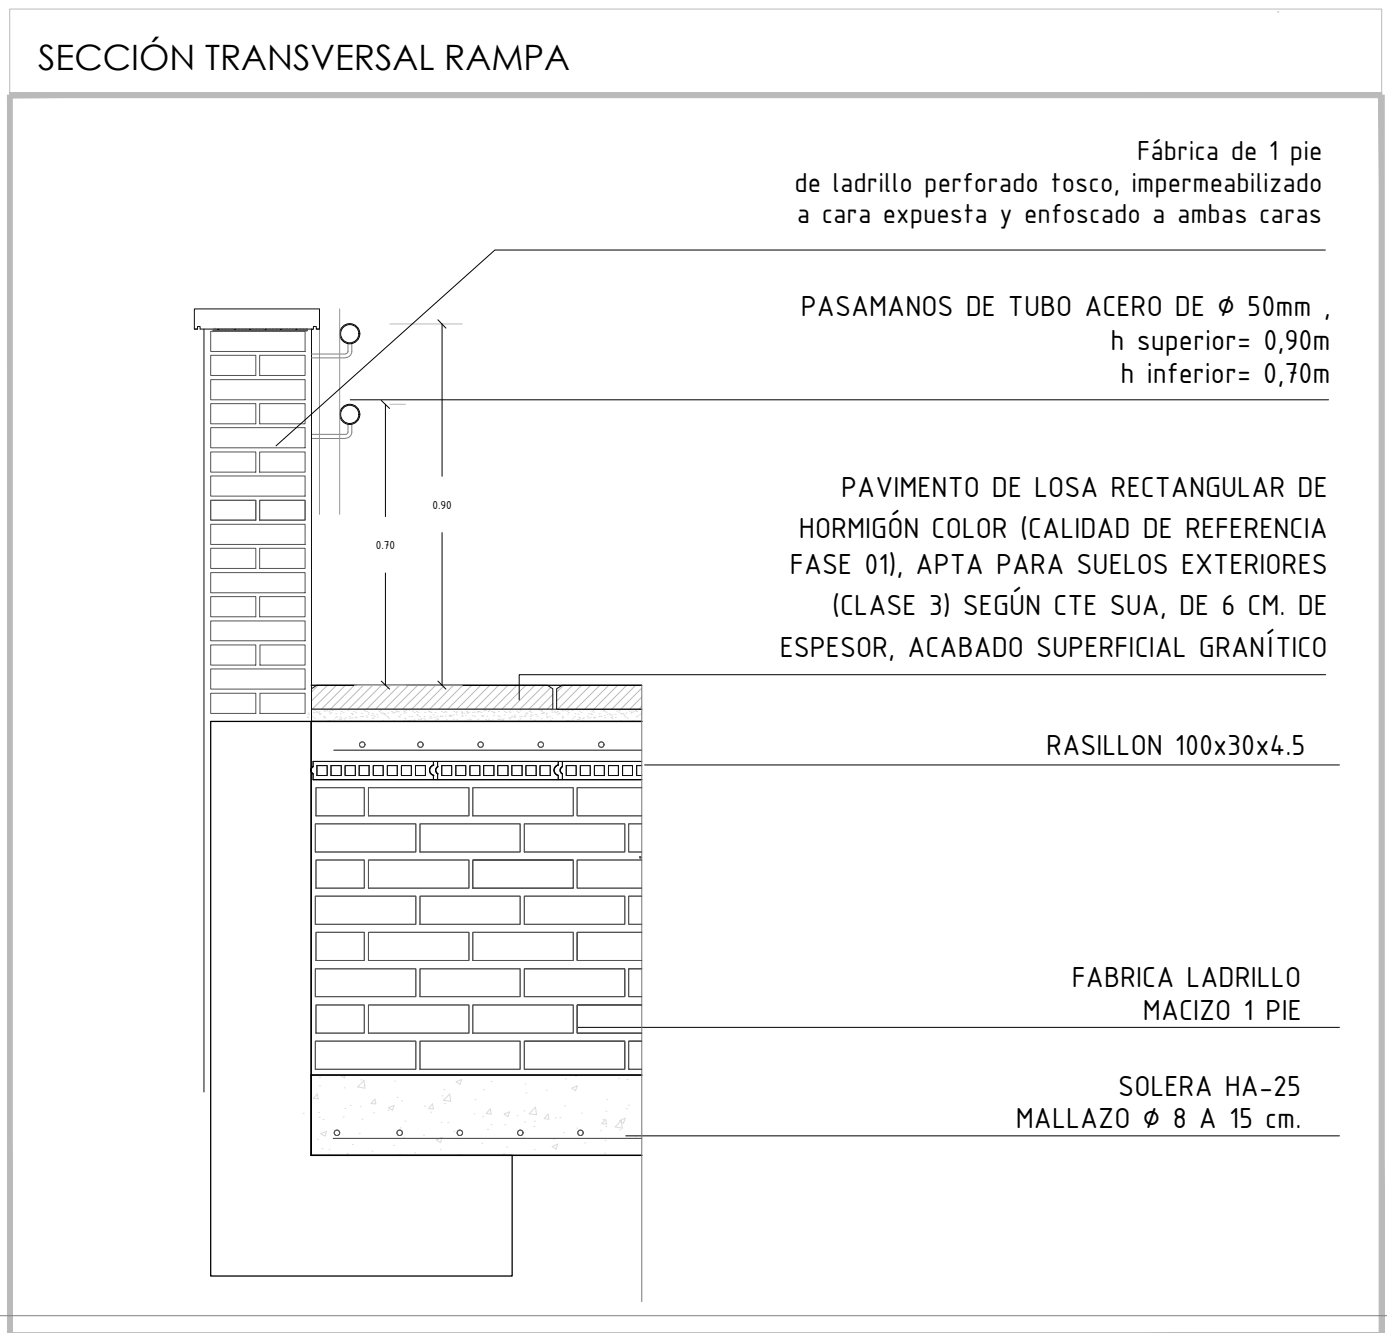 SECCIÓN TRANSVERSAL RAMPA
Fábrica de 1 pie
de ladrillo perforado tosco, impermeabilizado
a cara expuesta y enfoscado a ambas caras
PASAMANOS DE TUBO ACERO DE Ø 50mm ,
h superior= 0,90m
h inferior= 0,70m
0.90
0.70
PAVIMENTO DE LOSA RECTANGULAR DE
HORMIGÓN COLOR (CALIDAD DE REFERENCIA
FASE 01), APTA PARA SUELOS EXTERIORES
(CLASE 3) SEGÚN CTE SUA, DE 6 CM. DE
ESPESOR, ACABADO SUPERFICIAL GRANÍTICO
RASILLON 100x30x4.5
FABRICA LADRILLO
MACIZO 1 PIE
SOLERA HA-25
MALLAZO Ø 8 A 15 cm.